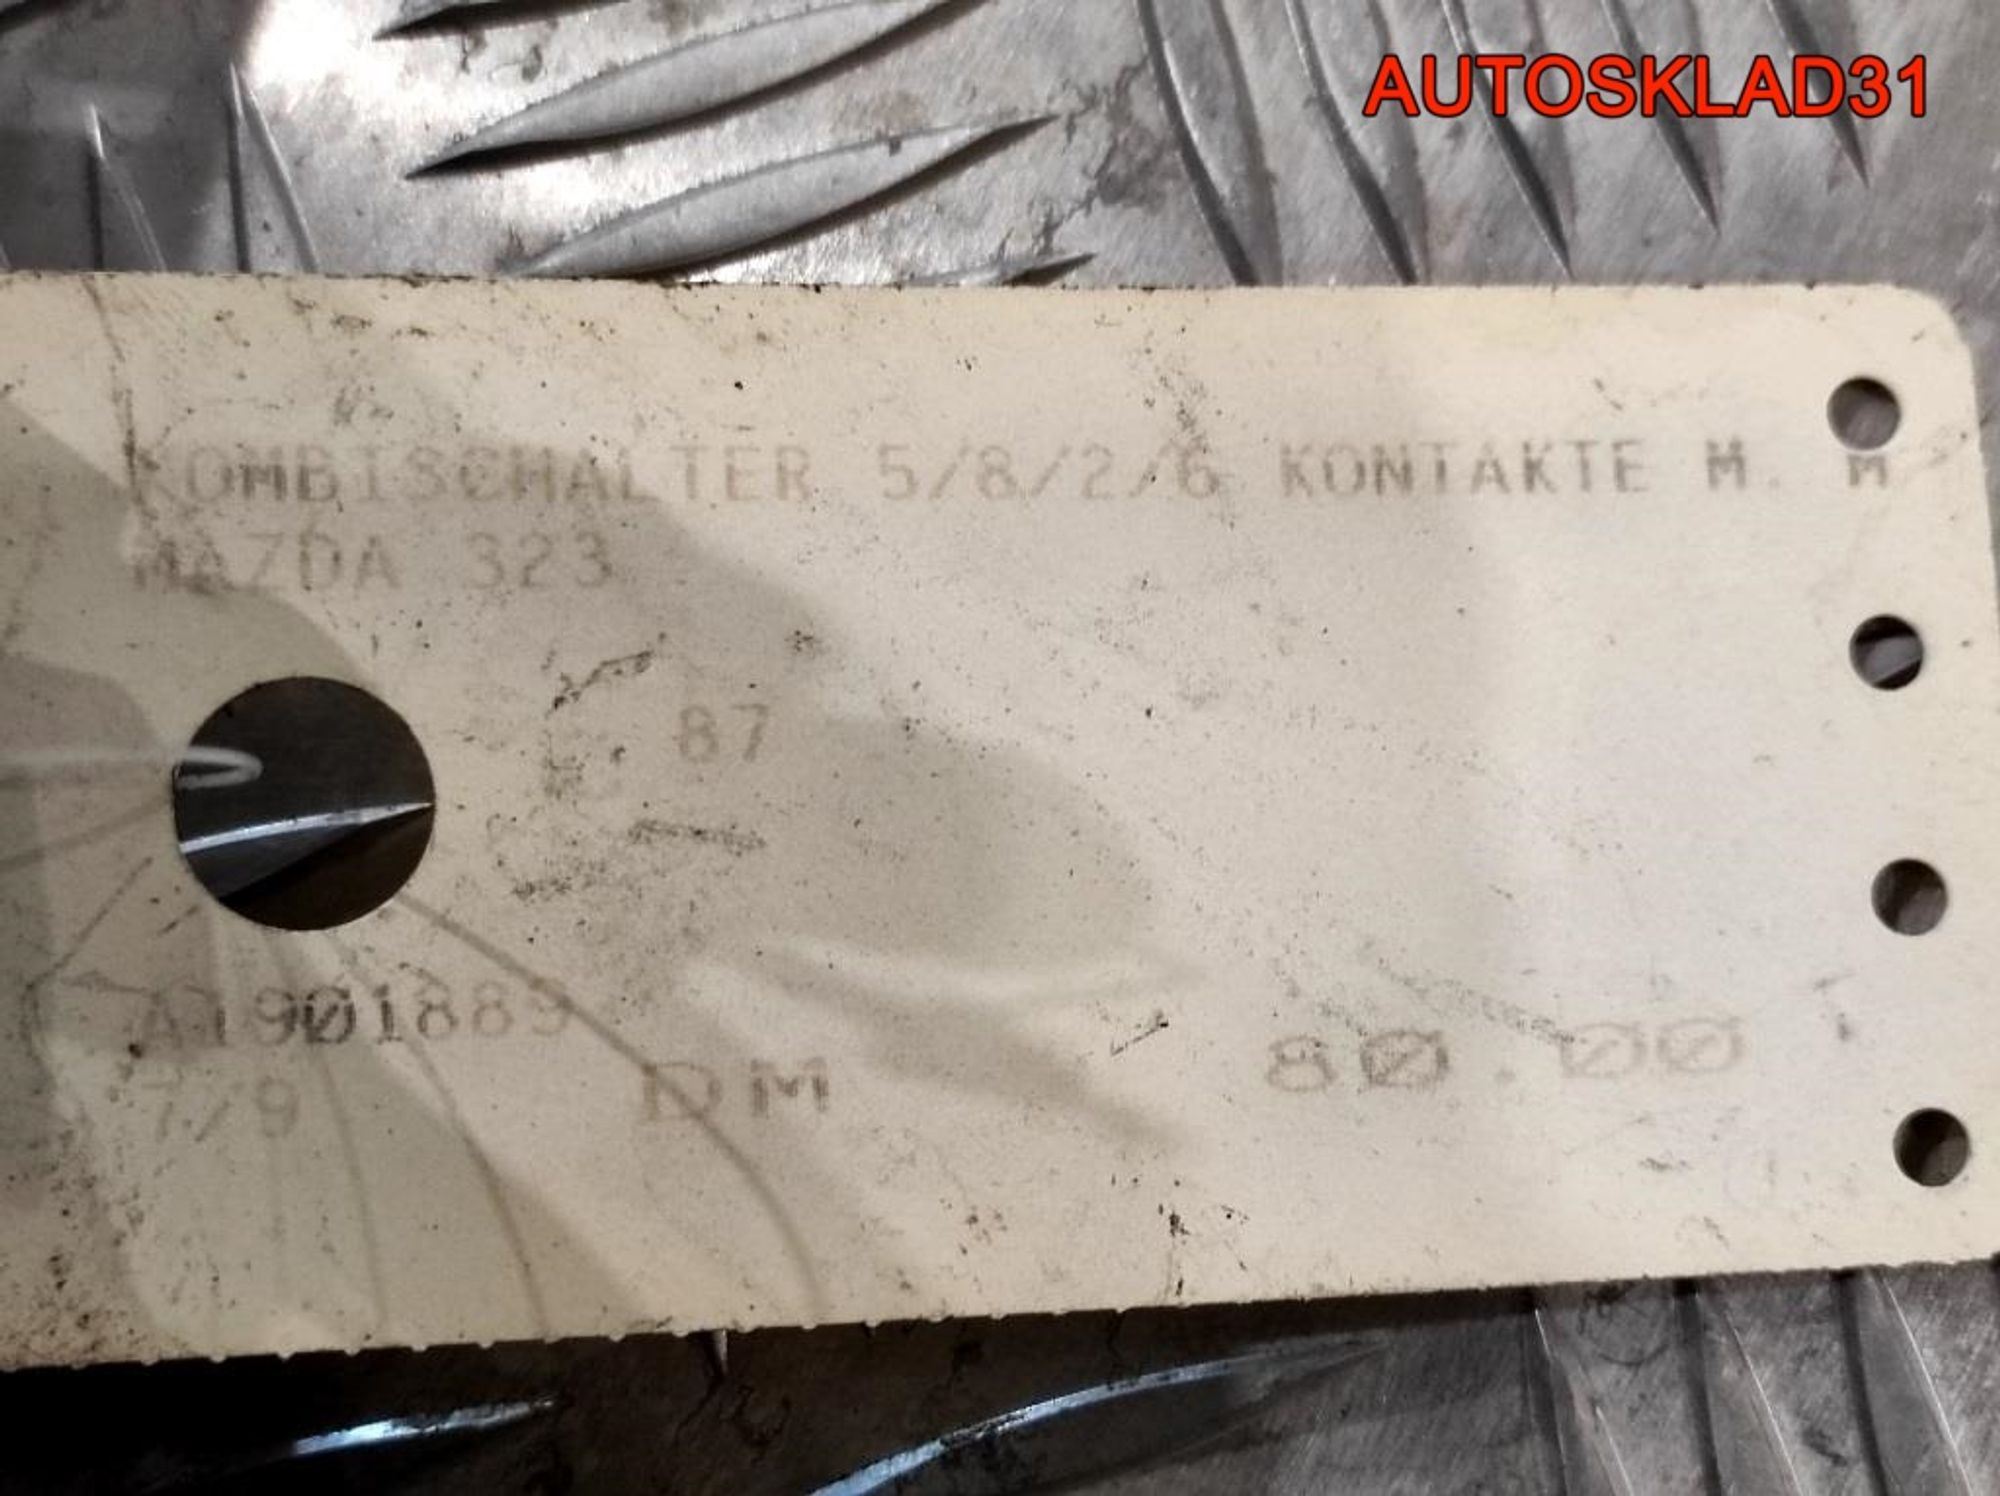 AUTOSKLAD31
KOMBISCHALTER 5/8/2/6 KONTAKTE M. M
MAZDA 323
87
A1901889
7/9 DM 80.00